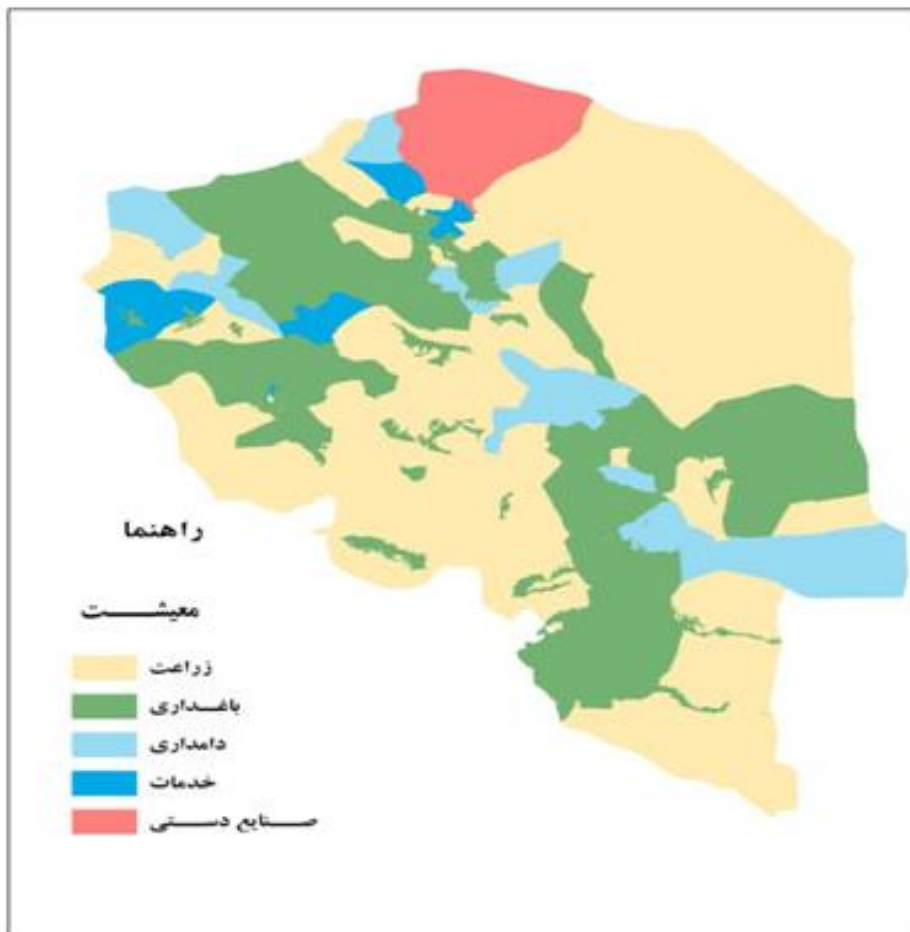 راهنما
معیشت
زراعت
باغداری
دامداری
خدمات
صنایع دستی